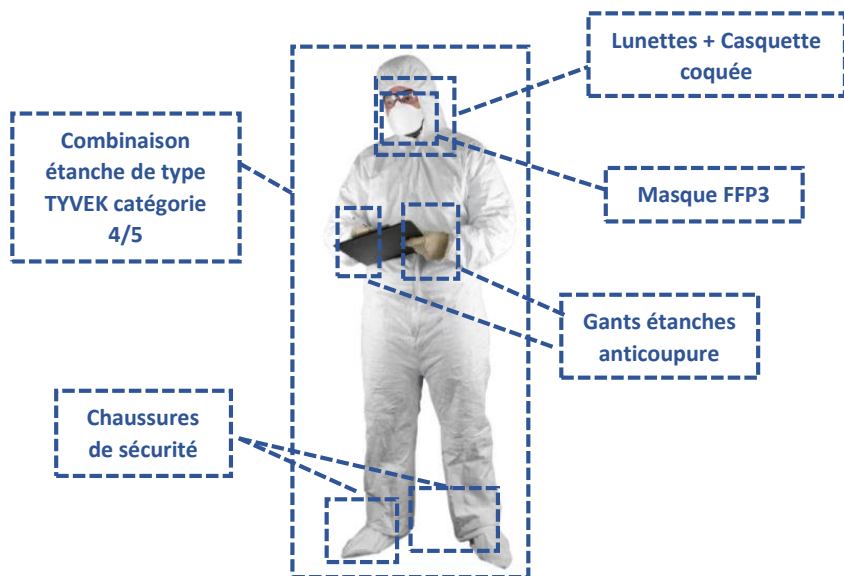 Lunettes + Casquette
coquée
Combinaison
étanche de type
TYVEK catégorie
4/5
Masque FFP3
Gants étanches
anticoupure
Chaussures
de sécurité